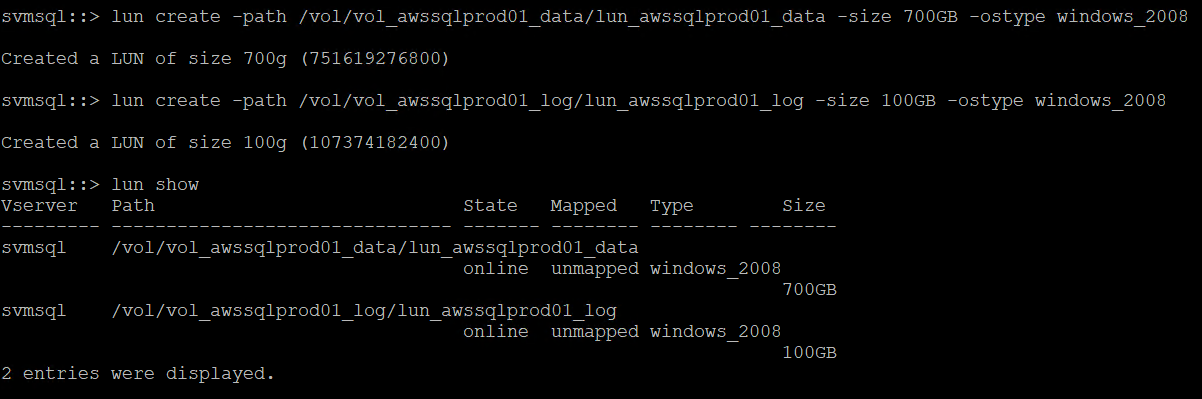 svmsql::> lun create -path /vol/vol_awssqlprod01_data/lun_awssqlprod01_data -size 700GB -ostype windows_2008
Created a LUN of size 700g (751619276800)
svmsql::> lun create -path /vol/vol_awssqlprod01_log/lun_awssqlprod01_log -size 100GB -ostype windows_2008
Created a LUN of size 100g (107374182400)
svmsql::> lun show
Vserver   Path                            State   Mapped   Type        Size
--------- ------------------------------- ------- -------- -------- --------
svmsql    /vol/vol_awssqlprod01_data/lun_awssqlprod01_data
                                          online  unmapped windows_2008
                                                                       700GB
svmsql    /vol/vol_awssqlprod01_log/lun_awssqlprod01_log
                                          online  unmapped windows_2008
                                                                       100GB
2 entries were displayed.